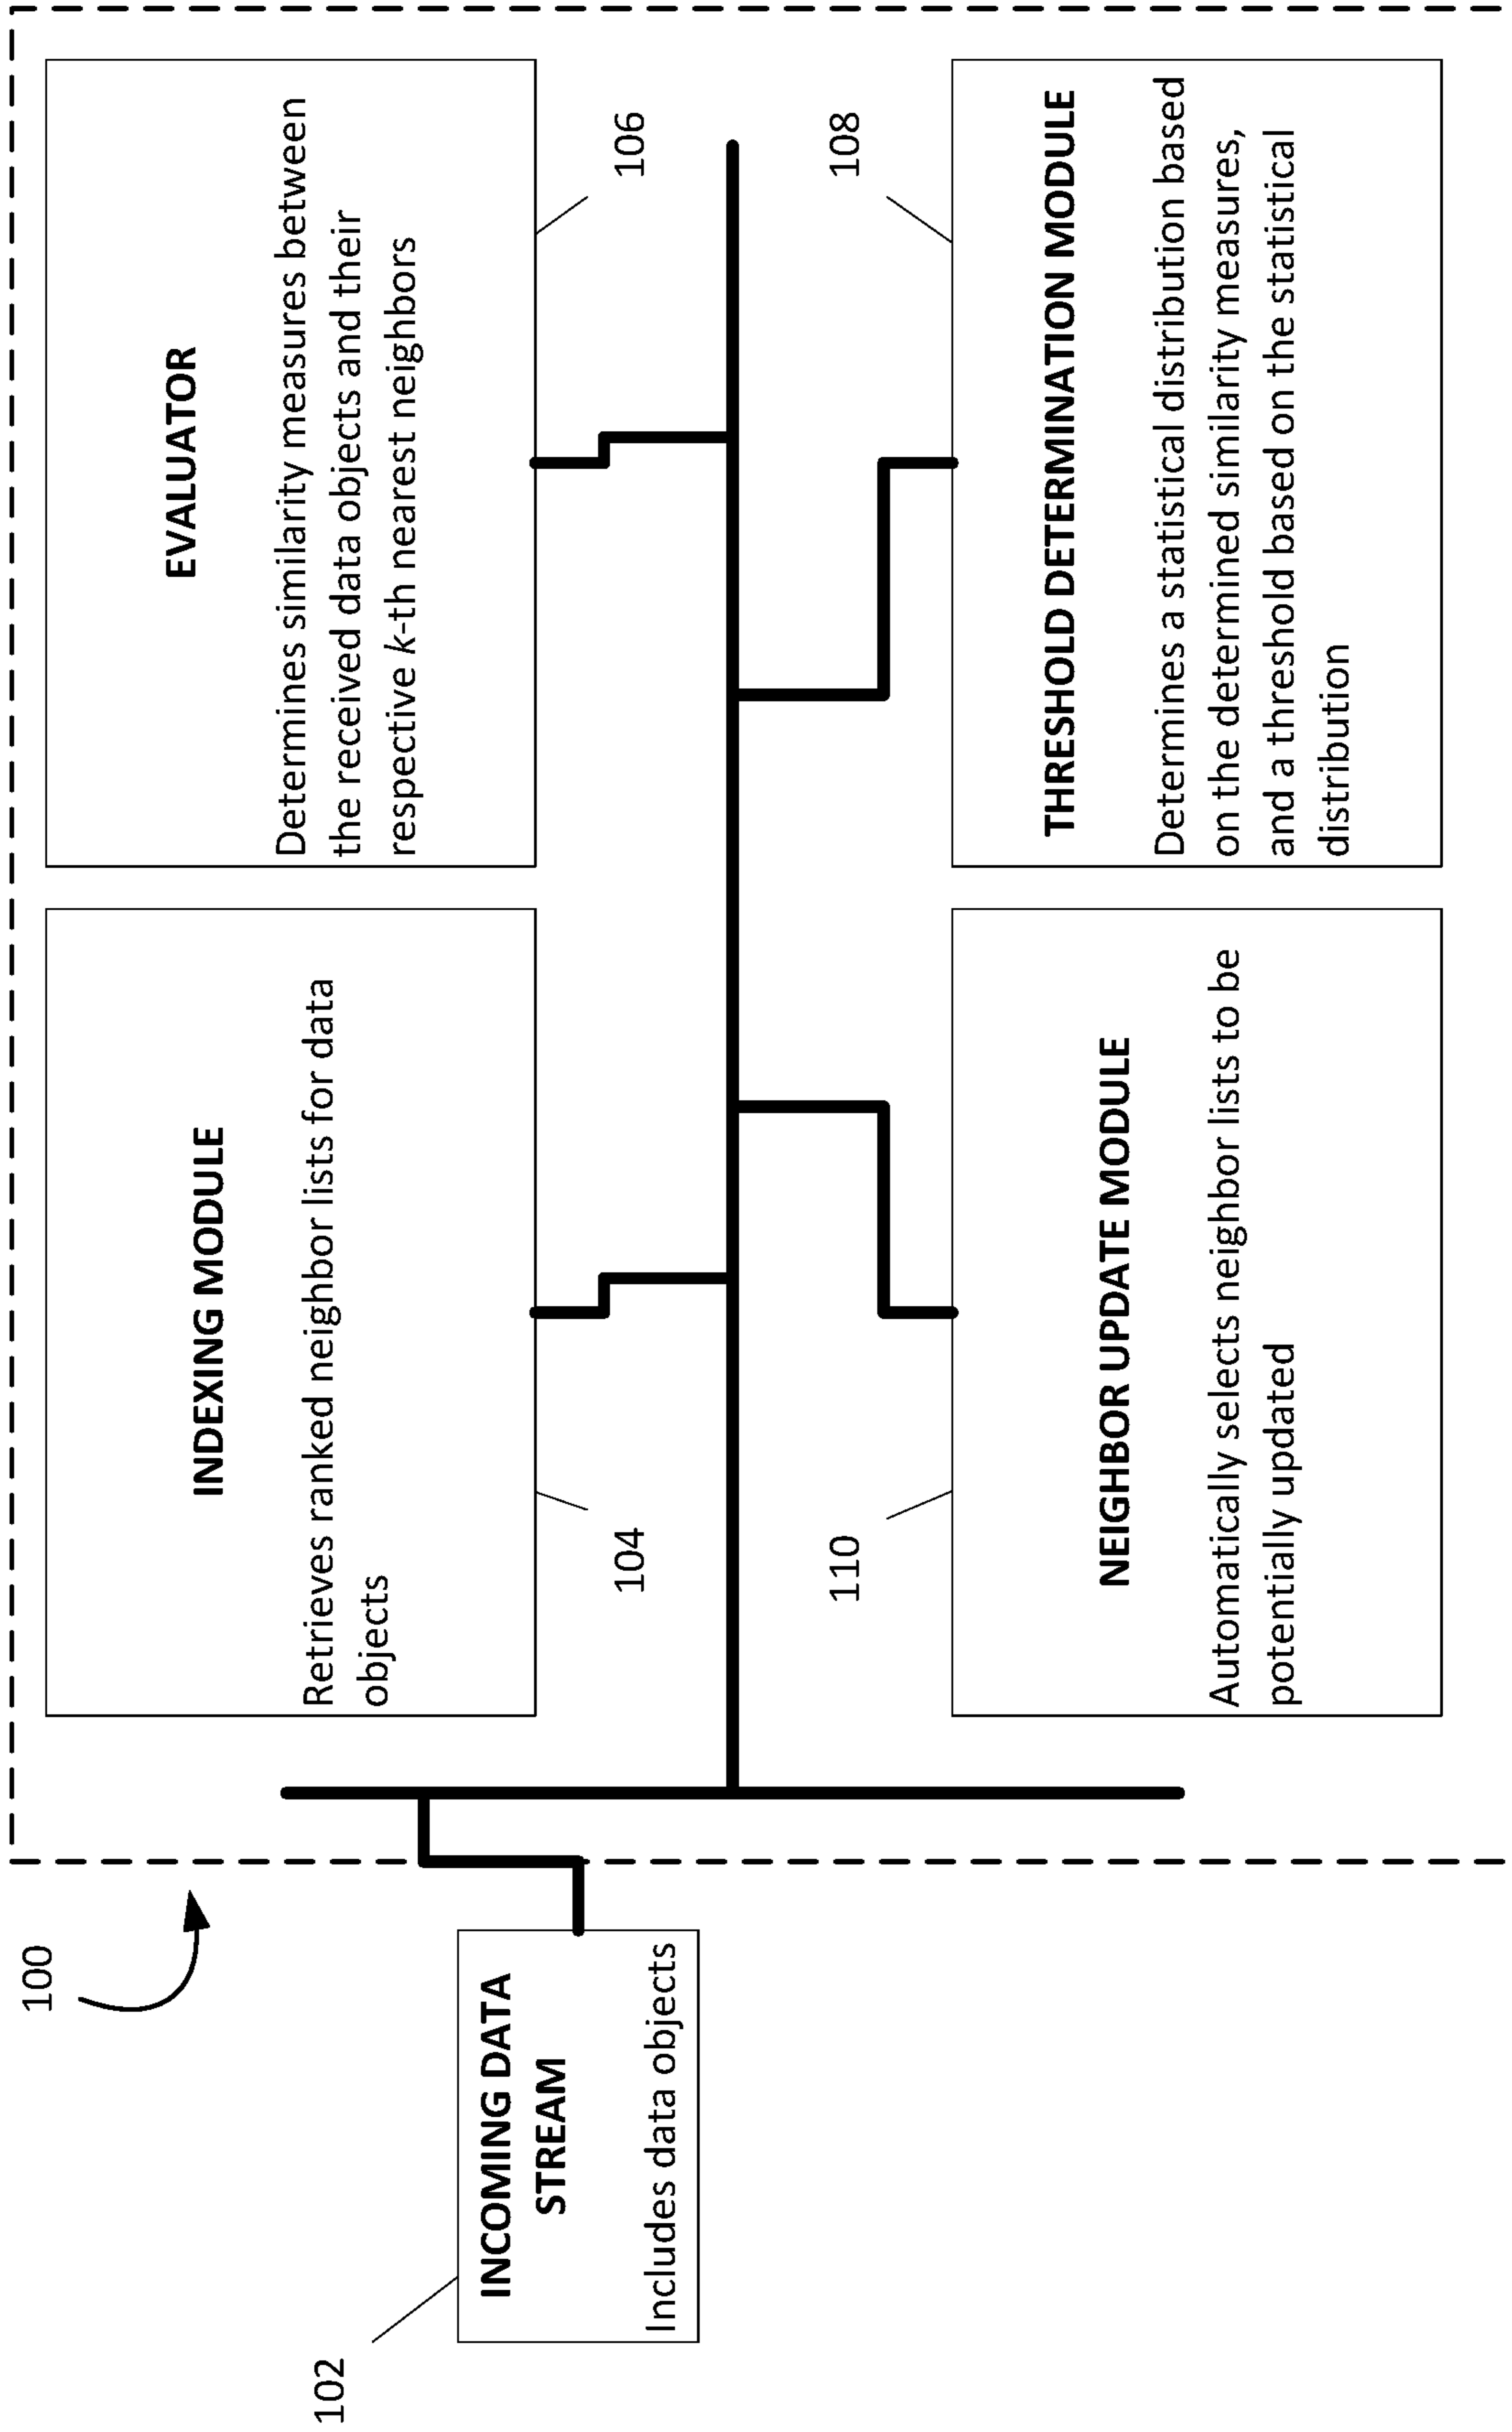 100
102
INCOMING DATA
STREAM
Includes data objects
INDEXING MODULE
Retrieves ranked neighbor lists for data
objects
104
EVALUATOR
Determines similarity measures between
the received data objects and their
respective k-th nearest neighbors
106
110
NEIGHBOR UPDATE MODULE
Automatically selects neighbor lists to be
potentially updated
108
THRESHOLD DETERMINATION MODULE
Determines a statistical distribution based
on the determined similarity measures,
and a threshold based on the statistical
distribution